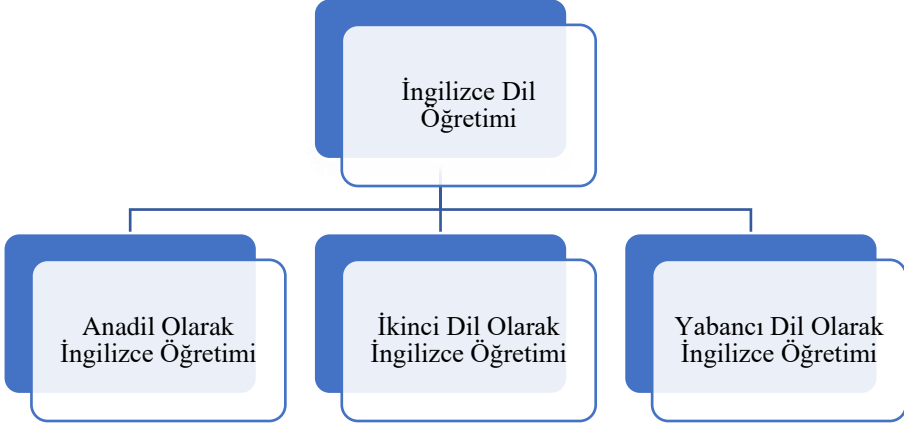 İngilizce Dil
Öğretimi
Anadil Olarak
İngilizce Öğretimi
İkinci Dil Olarak
İngilizce Öğretimi
Yabancı Dil Olarak
İngilizce Öğretimi